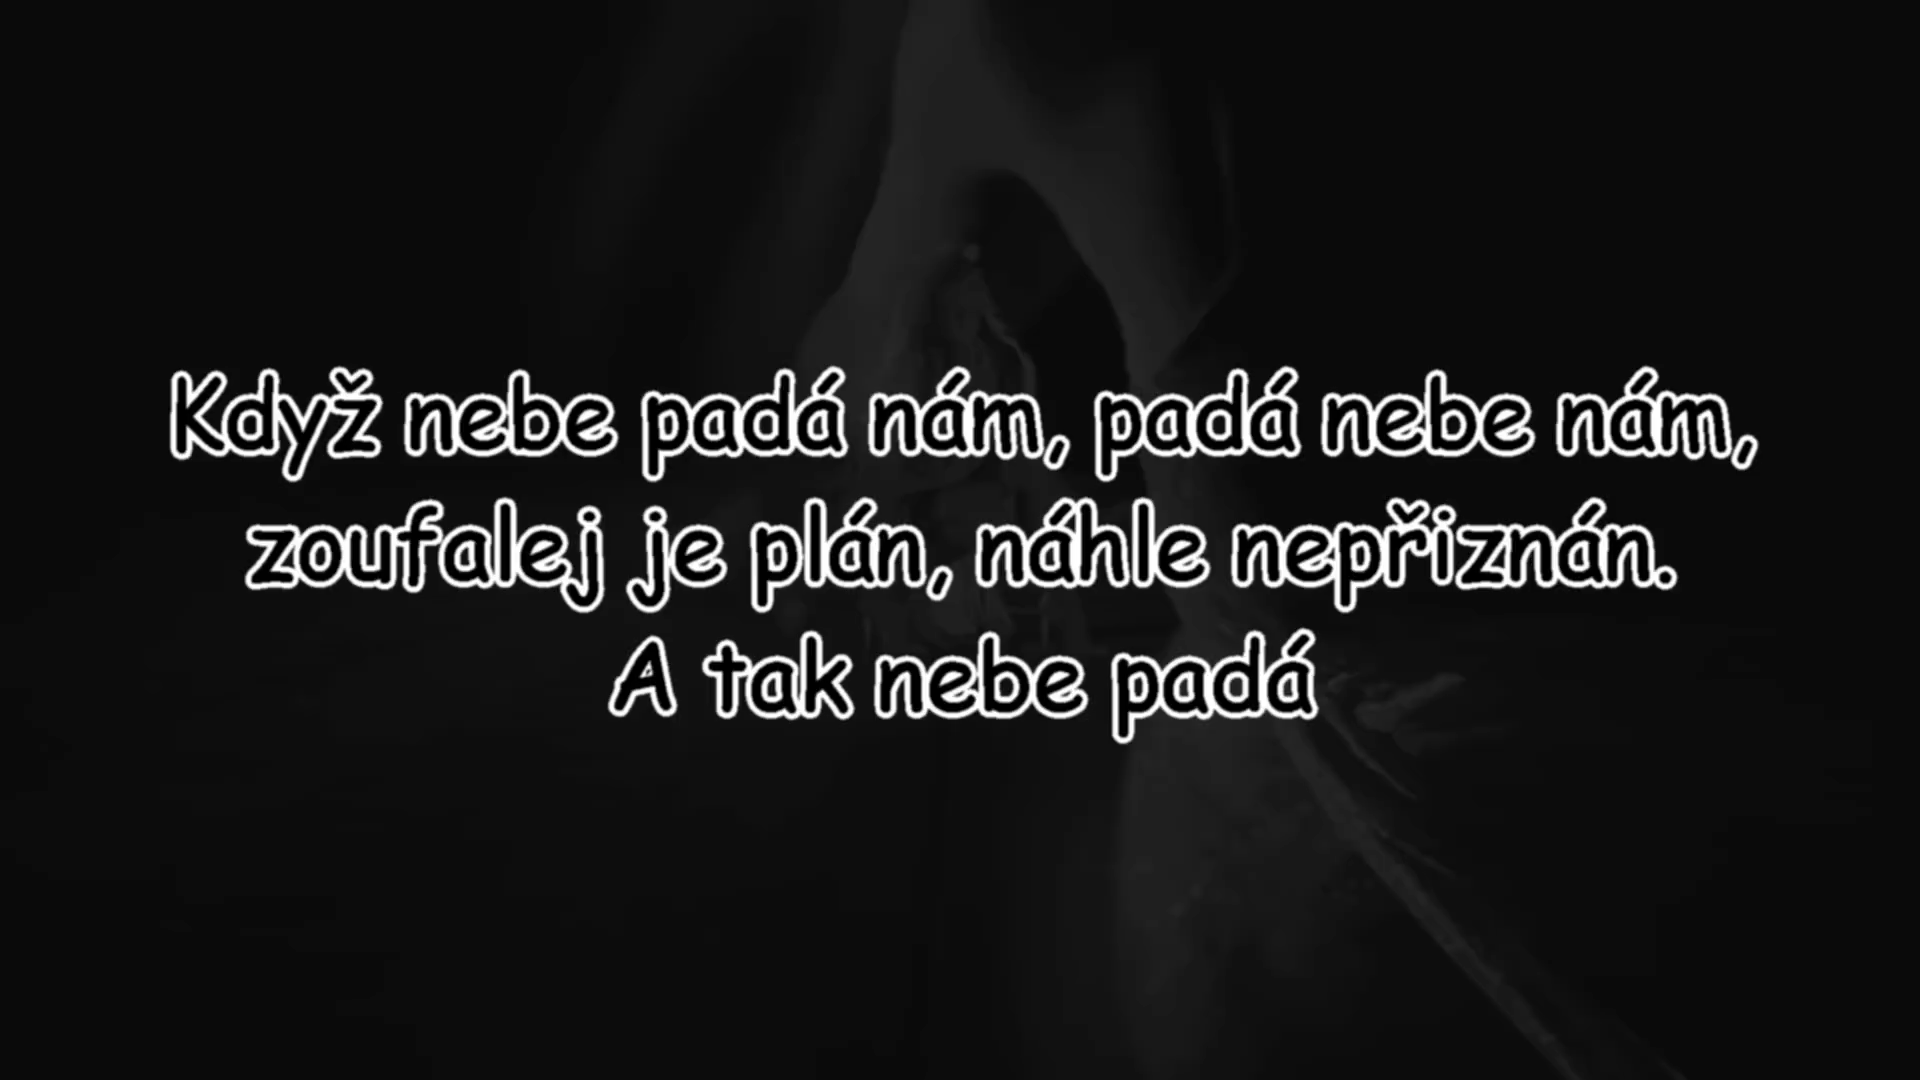 Když nebe padá nám, padá nebe nám,
zoufalej je plán, náhle nepřiznán.
A tak nebe padá